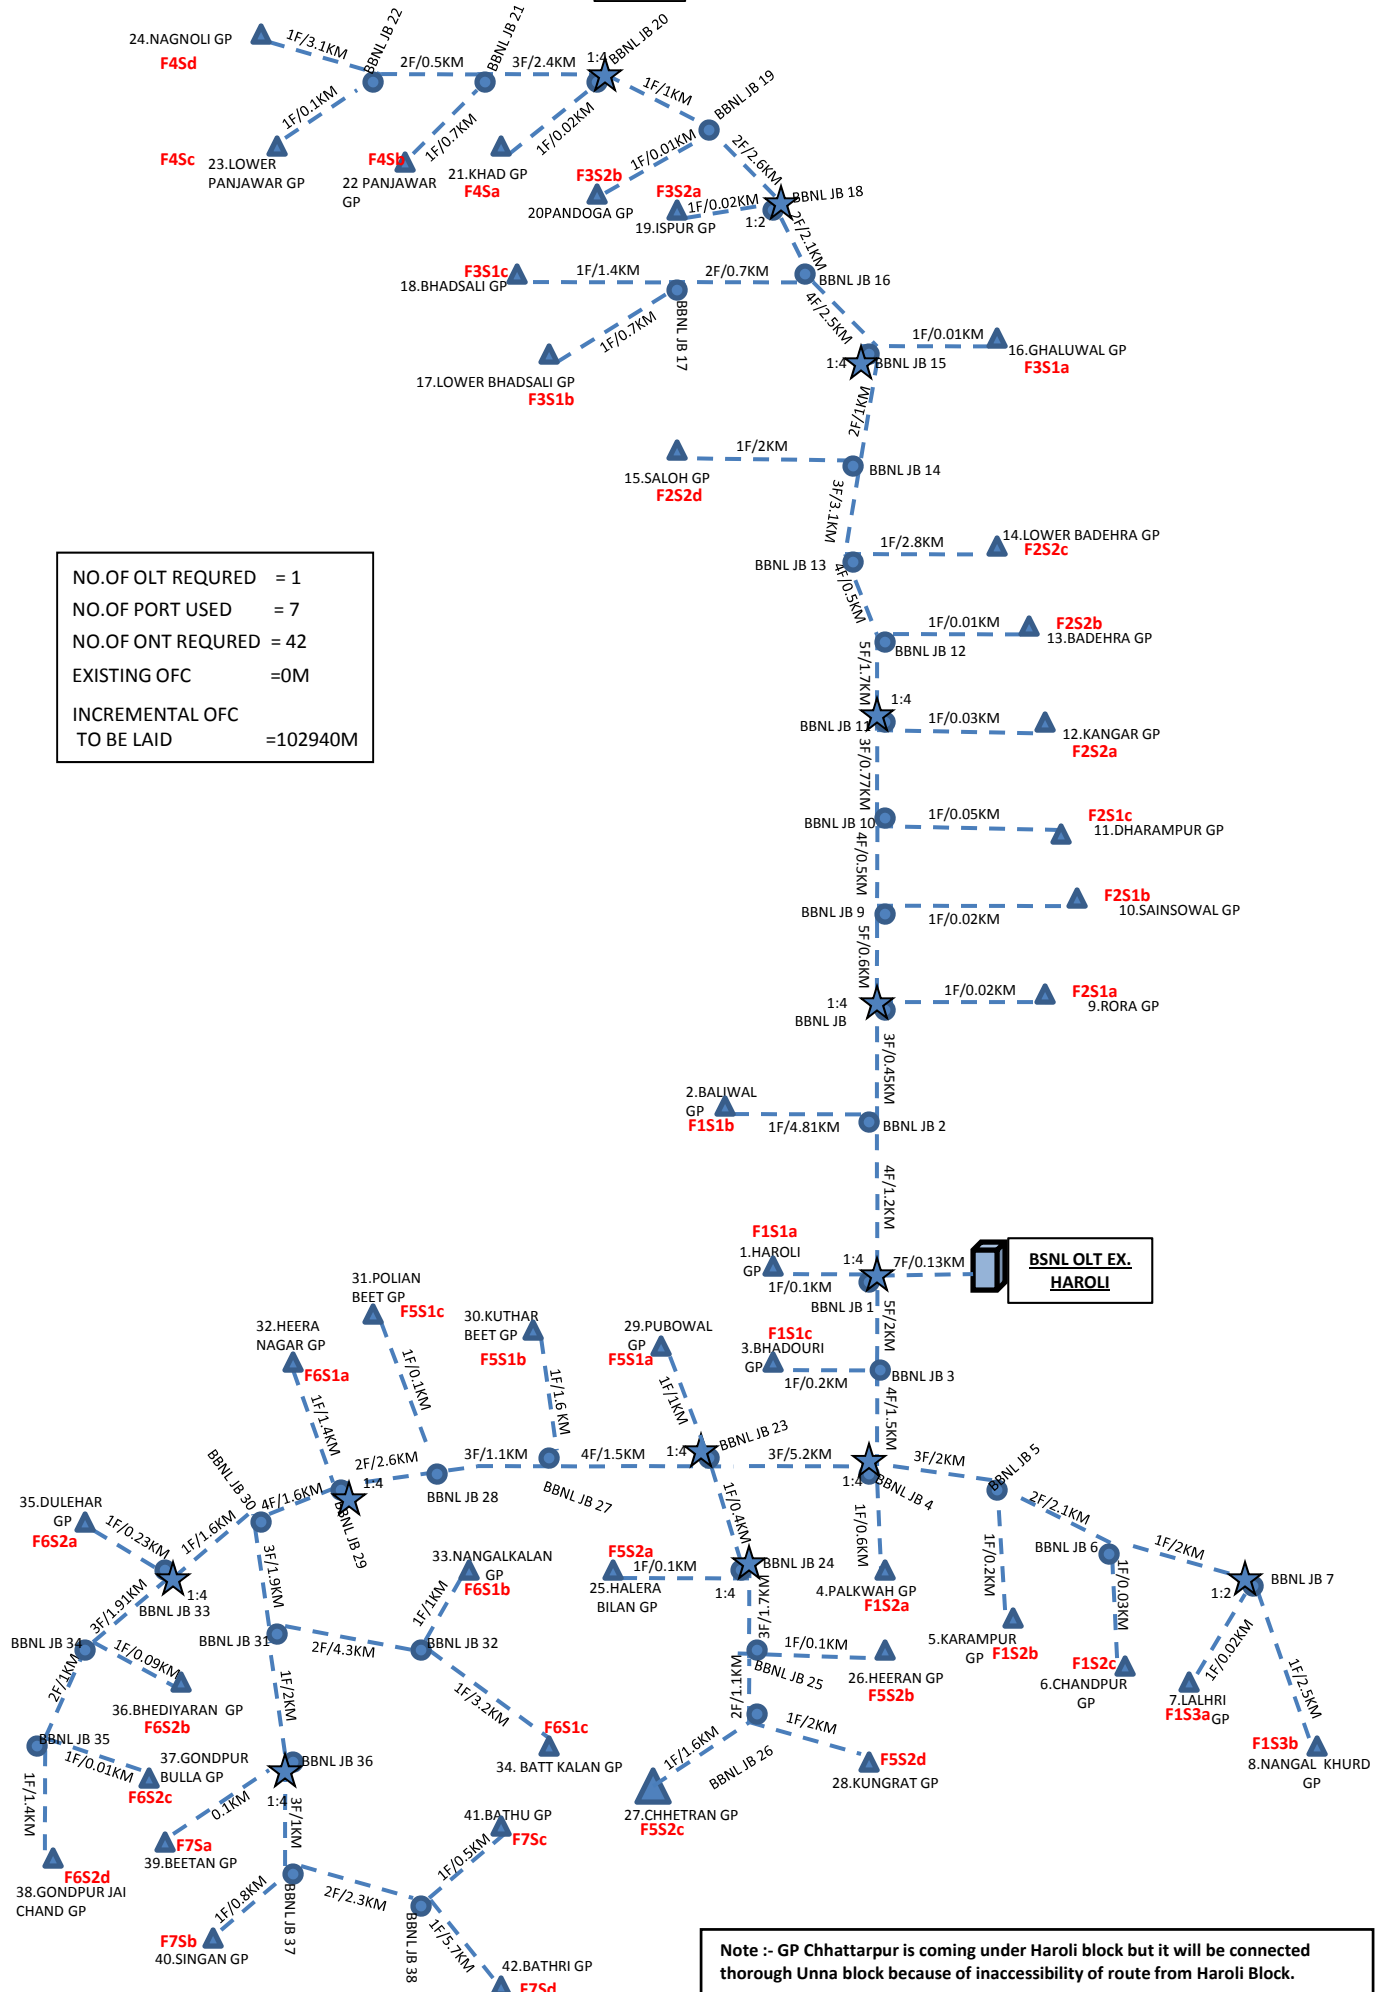 24.NAGNOLI GP
F4Sd
1F/3.1KM
BBNL JB 22
2F/0.5KM
BBNL JB 21
3F/2.4KM
1:4
BBNL JB 20
1F/1KM
BBNL JB 19
1F/0.1KM
F4Sc
23.LOWER
PANJAWAR GP
F4Sb
1F/0.7KM
22 PANJAWAR
GP
1F/0.02KM
21.KHAD GP
F4Sa
1F/0.01KM
F3S2b
20PANDOGA GP
2F/2.6KM
F3S2a
1F/0.02KM
19.ISPUR GP
1:2
BBNL JB 18
2F/2.1KM
F3S1c
18.BHADSALI GP
1F/1.4KM
2F/0.7KM
BBNL JB 16
BBNL JB 17
1F/0.7KM
17.LOWER BHADSALI GP
F3S1b
4F/2.5KM
1:4
BBNL JB 15
1F/0.01KM
16.GHALUWAL GP
F3S1a
2F/1KM
1F/2KM
15.SALOH GP
F2S2d
BBNL JB 14
3F/3.1KM
1F/2.8KM
14.LOWER BADEHRA GP
F2S2c
BBNL JB 13
4F/0.5KM
1F/0.01KM
F2S2b
13.BADEHRA GP
BBNL JB 12
5F/1.7KM
1:4
BBNL JB 11
1F/0.03KM
12.KANGAR GP
F2S2a
3F/0.77KM
NO.OF OLT REQURED = 1
NO.OF PORT USED = 7
NO.OF ONT REQURED = 42
EXISTING OFC =0M
INCREMENTAL OFC
TO BE LAID =102940M
BBNL JB 10
1F/0.05KM
F2S1c
11.DHARAMPUR GP
4F/0.5KM
BBNL JB 9
1F/0.02KM
F2S1b
10.SAINSOWAL GP
5F/0.6KM
1:4
BBNL JB
1F/0.02KM
F2S1a
9.RORA GP
3F/0.45KM
2.BALIWAL
GP
F1S1b
1F/4.81KM
BBNL JB 2
4F/1.2KM
F1S1a
1.HAROLI
GP
1F/0.1KM
1:4
7F/0.13KM
BBNL JB 1
BSNL OLT EX.
HAROLI
5F/2KM
F1S1c
3.BHADOURI
GP
1F/0.2KM
BBNL JB 3
4F/1.5KM
31.POLIAN
BEET GP
F5S1c
1F/0.1KM
32.HEERA
NAGAR GP
F6S1a
1F/1.4KM
30.KUTHAR
BEET GP
F5S1b
1F/1.6 KM
29.PUBOWAL
GP
F5S1a
1F/1KM
1:4
BBNL JB 23
3F/5.2KM
1:4
BBNL JB 4
3F/2KM
BBNL JB 5
4F/1.5KM
BBNL JB 27
3F/1.1KM
BBNL JB 28
2F/2.6KM
1:4
BBNL JB 29
4F/1.6KM
BBNL JB 30
1F/1.6KM
35.DULEHAR
GP
F6S2a
1F/0.23KM
1:4
BBNL JB 33
3F/1.91KM
3F/1.9KM
33.NANGALKALAN
GP
F6S1b
1F/1KM
F5S2a
1F/0.1KM
25.HALERA
BILAN GP
1F/0.4KM
1:4
BBNL JB 24
1F/0.6KM
4.PALKWAH GP
F1S2a
1F/0.2KM
5.KARAMPUR
GP
F1S2b
2F/2.1KM
BBNL JB 6
1F/0.03KM
F1S2c
6.CHANDPUR
GP
1F/2KM
1:2
BBNL JB 7
1F/0.02KM
7.LALHRI
F1S3a
GP
1F/2.5KM
F1S3b
8.NANGAL KHURD
GP
BBNL JB 34
1F/0.09KM
36.BHEDIYARAN GP
F6S2b
2F/1KM
BBNL JB 31
2F/4.3KM
BBNL JB 32
1F/3.2KM
F6S1c
34. BATT KALAN GP
3F/1.7KM
1F/0.1KM
26.HEERAN GP
F5S2b
BBNL JB 25
2F/1.1KM
1F/1.6KM
BBNL JB 26
1F/2KM
F5S2d
28.KUNGRAT GP
27.CHHETRAN GP
F5S2c
BBNL JB 35
1F/0.01KM
37.GONDPUR
BULLA GP
F6S2c
1F/1.4KM
F6S2d
38.GONDPUR JAI
CHAND GP
1F/2KM
BBNL JB 36
1:4
0.1KM
F7Sa
39.BEETAN GP
3F/1KM
BBNL JB 37
1F/0.8KM
F7Sb
40.SINGAN GP
2F/2.3KM
BBNL JB 38
41.BATHU GP
F7Sc
1F/0.5KM
1F/5.7KM
42.BATHRI GP
F7Sd
Note :- GP Chhattarpur is coming under Haroli block but it will be connected
thorough Unna block because of inaccessibility of route from Haroli Block.